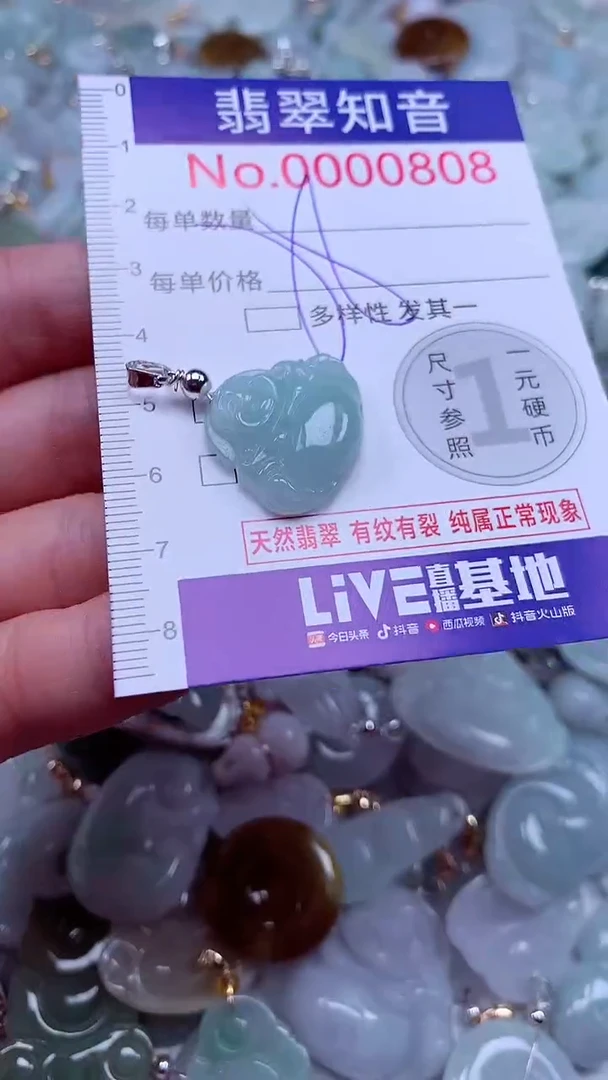 0
翡翠知音
1
No.0000808
2
每单数量
3
每单价格
4
多样性 发其一
5
尺寸参照
1
一元硬币
6
天然翡翠 有纹有裂 纯属正常现象
7
LiVE直播基地
8
今日头条 抖音 西瓜视频 抖音火山版